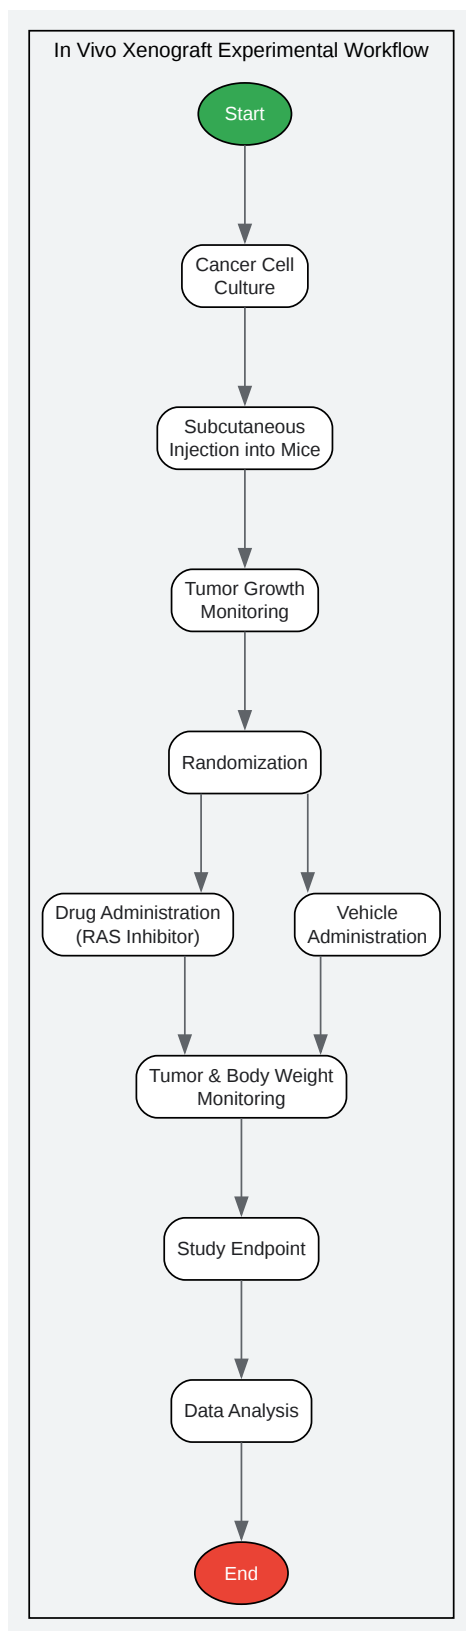 In Vivo Xenograft Experimental Workflow
Start
Cancer Cell
Culture
Subcutaneous
Injection into Mice
Tumor Growth
Monitoring
Randomization
Drug Administration
(RAS Inhibitor)
Vehicle
Administration
Tumor & Body Weight
Monitoring
Study Endpoint
Data Analysis
End